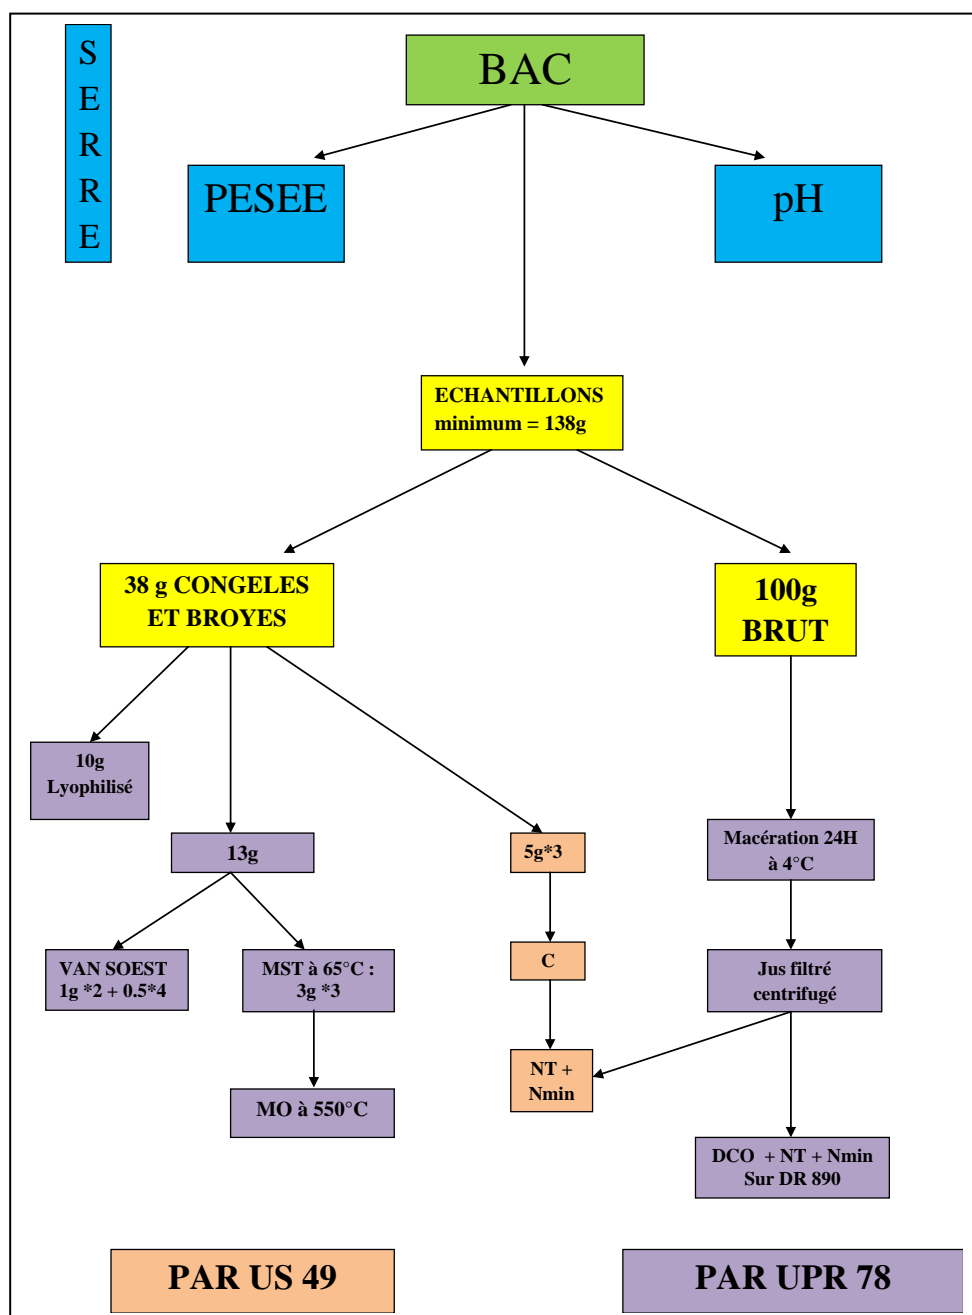 S
E
R
R
E
BAC
PESEE
pH
ECHANTILLONS
minimum = 138g
38 g CONGELES
ET BROYES
100g
BRUT
10g
Lyophilisé
13g
5g*3
Macération 24H
à 4°C
VAN SOEST
1g *2 + 0.5*4
MST à 65°C :
3g *3
C
Jus filtré
centrifugé
NT +
Nmin
MO à 550°C
DCO + NT + Nmin
Sur DR 890
PAR US 49
PAR UPR 78